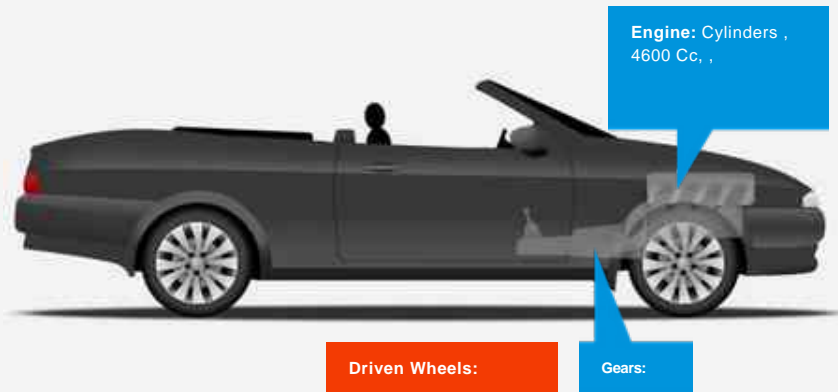 Engine: Cylinders ,
4600 Cc, ,
Driven Wheels:
Gears: